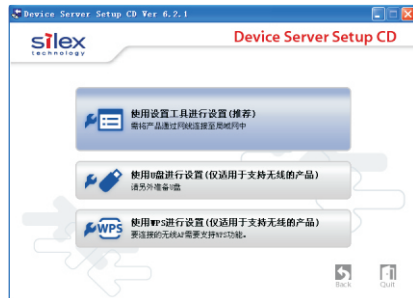 Device Server Setup CD Ver 6.2.1
silex
technology
Device Server Setup CD
使用设置工具进行设置(推荐)
需将产品通过网线连接至局域网中
使用U盘进行设置(仅适用于支持无线的产品)
请另外准备U盘
WPS
使用WPS进行设置(仅适用于支持无线的产品)
要连接的无线AP需要支持WPS功能。
Back
Quit